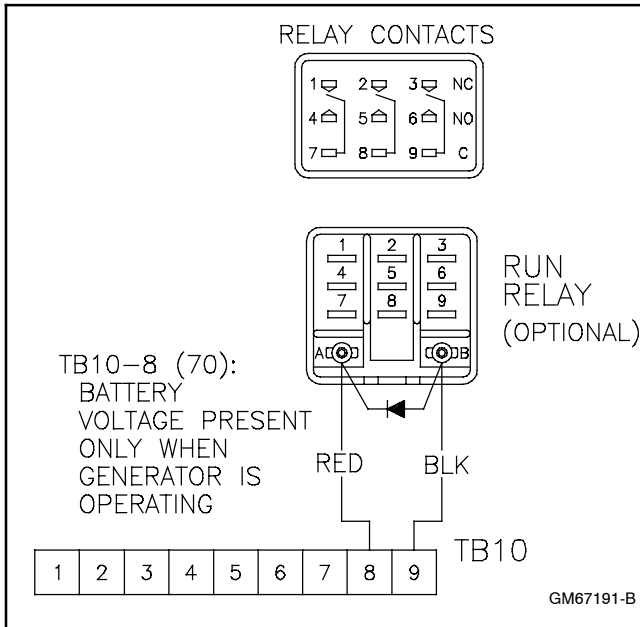 RELAY CONTACTS
1 2 3 NC
4 5 6 NO
7 8 9 C
1 2 3
4 5 6
7 8 9
A B
RUN
RELAY
(OPTIONAL)
TB10-8 (70):
BATTERY
VOLTAGE PRESENT
ONLY WHEN
GENERATOR IS
OPERATING
RED BLK
TB10
1 2 3 4 5 6 7 8 9
GM67191-B